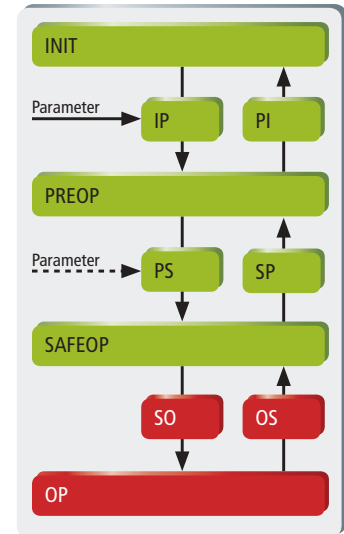 INIT
Parameter
IP
PI
PREOP
Parameter
PS
SP
SAFEOP
SO
OS
OP